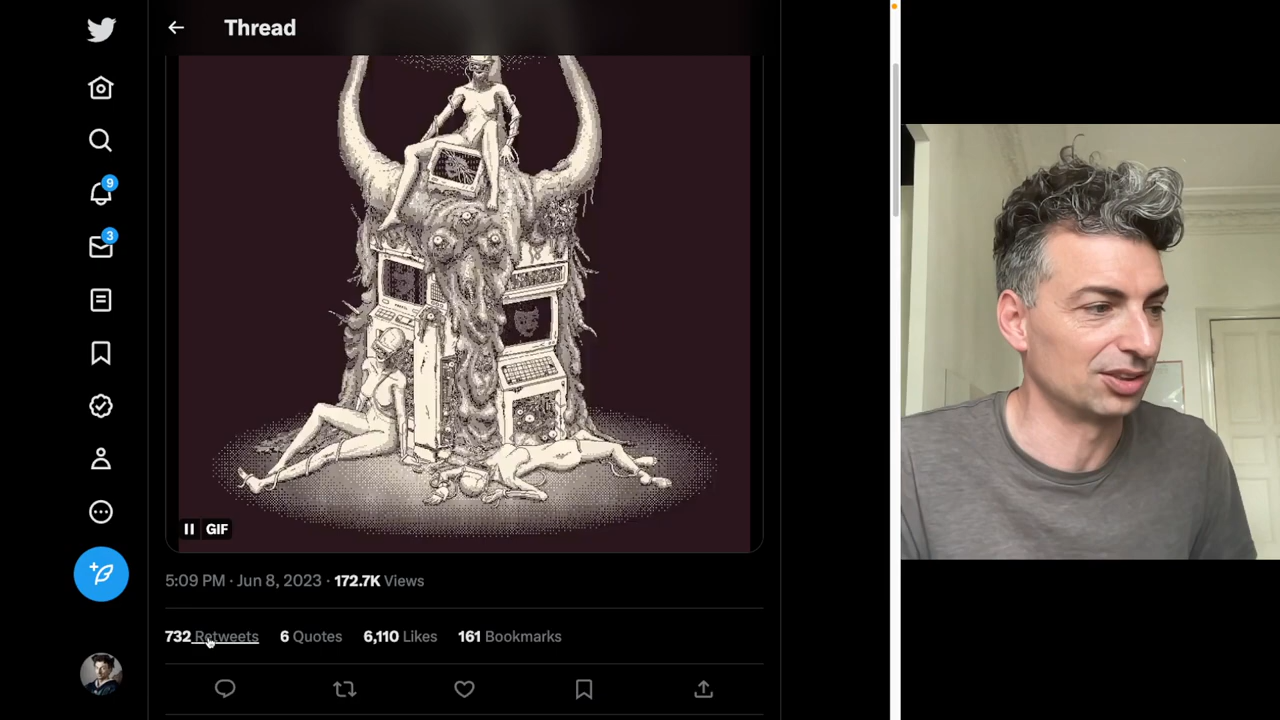 Thread
9
3
GIF
5:09 PM · Jun 8, 2023 · 172.7K Views
732 Retweets 6 Quotes 6,110 Likes 161 Bookmarks